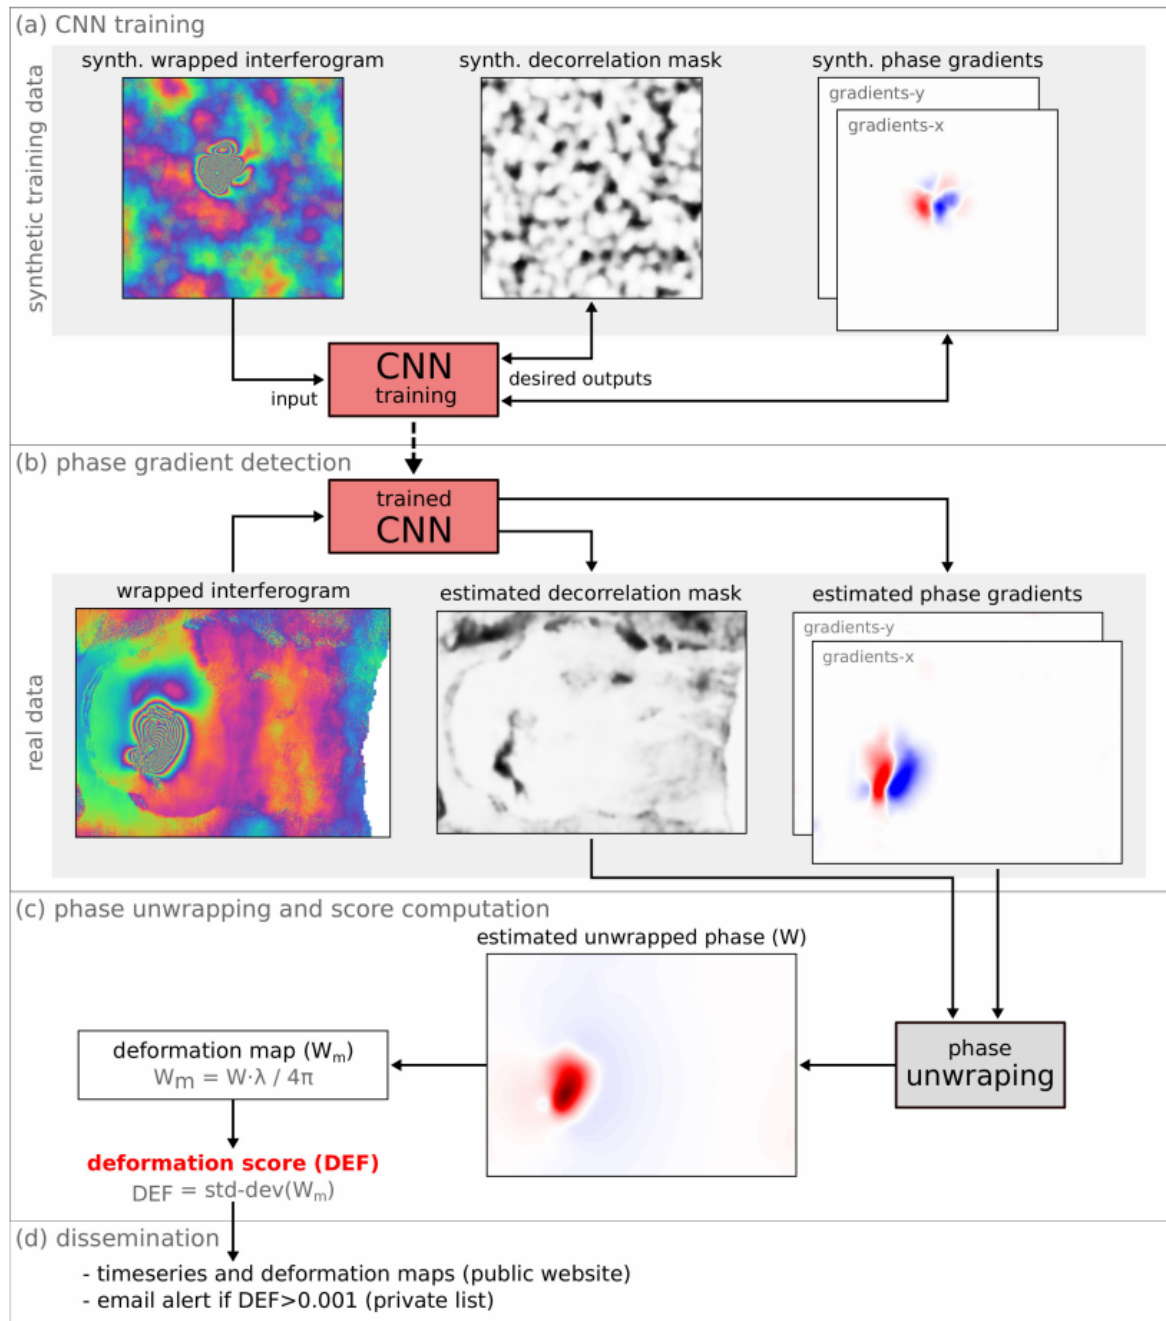 (a) CNN training
synthetic training data
synth. wrapped interferogram
synth. decorrelation mask
synth. phase gradients
gradients-y
gradients-x
CNN
training
input
desired outputs
(b) phase gradient detection
trained
CNN
real data
wrapped interferogram
estimated decorrelation mask
estimated phase gradients
gradients-y
gradients-x
(c) phase unwrapping and score computation
estimated unwrapped phase (W)
phase
unwraping
deformation map (Wm)
Wm = W·λ / 4π
deformation score (DEF)
DEF = std-dev(Wm)
(d) dissemination
- timeseries and deformation maps (public website)
- email alert if DEF>0.001 (private list)